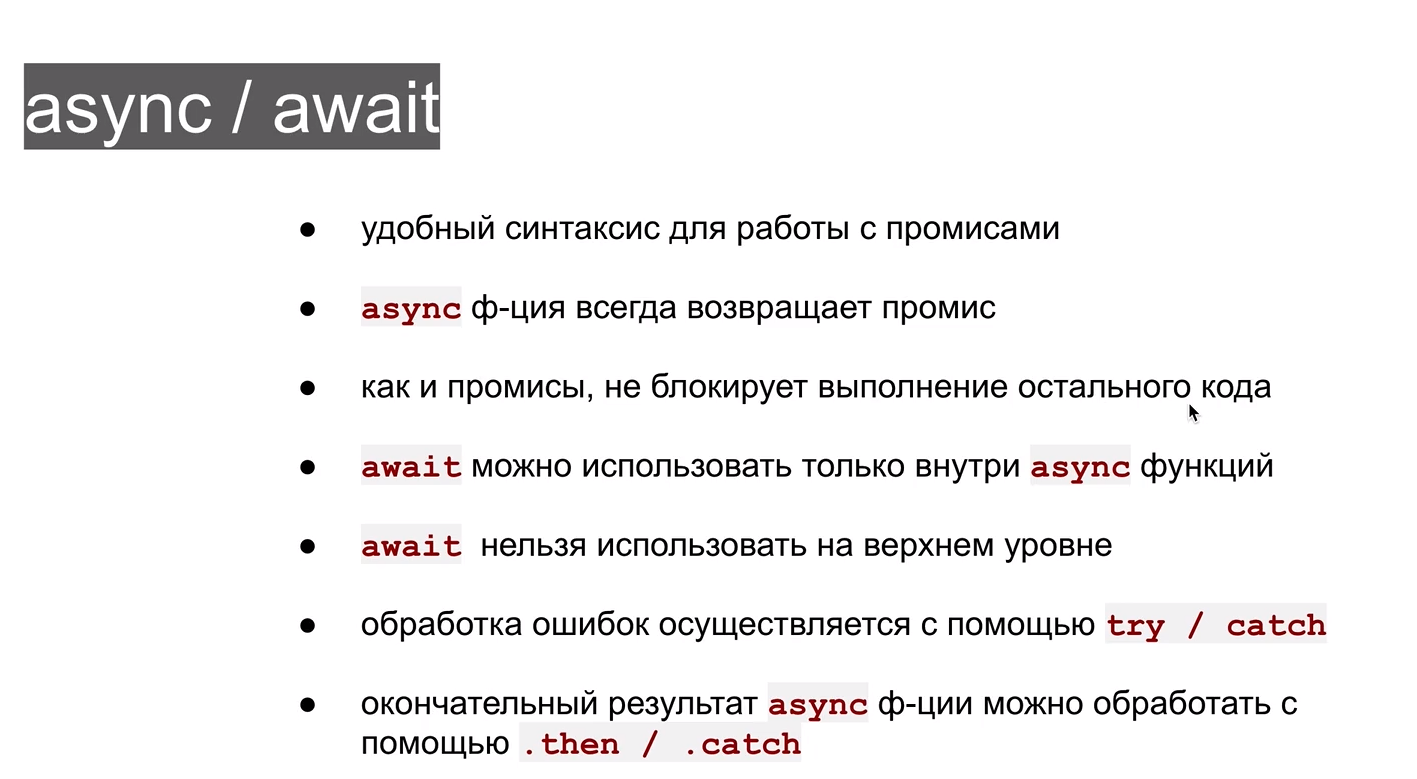 async / await
● удобный синтаксис для работы с промисами
● async ф-ция всегда возвращает промис
● как и промисы, не блокирует выполнение остального кода
● await можно использовать только внутри async функций
● await нельзя использовать на верхнем уровне
● обработка ошибок осуществляется с помощью try / catch
● окончательный результат async ф-ции можно обработать с
помощью .then / .catch